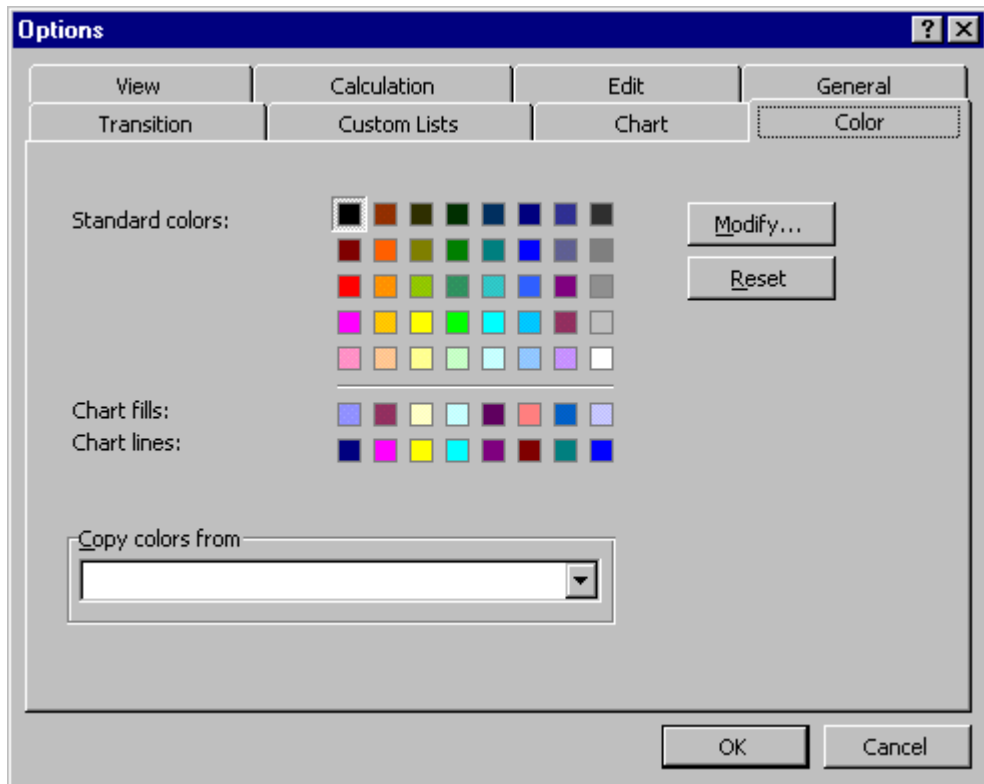 Options
View Calculation Edit General
Transition Custom Lists Chart Color
Standard colors:
Modify...
Reset
Chart fills:
Chart lines:
Copy colors from
OK Cancel